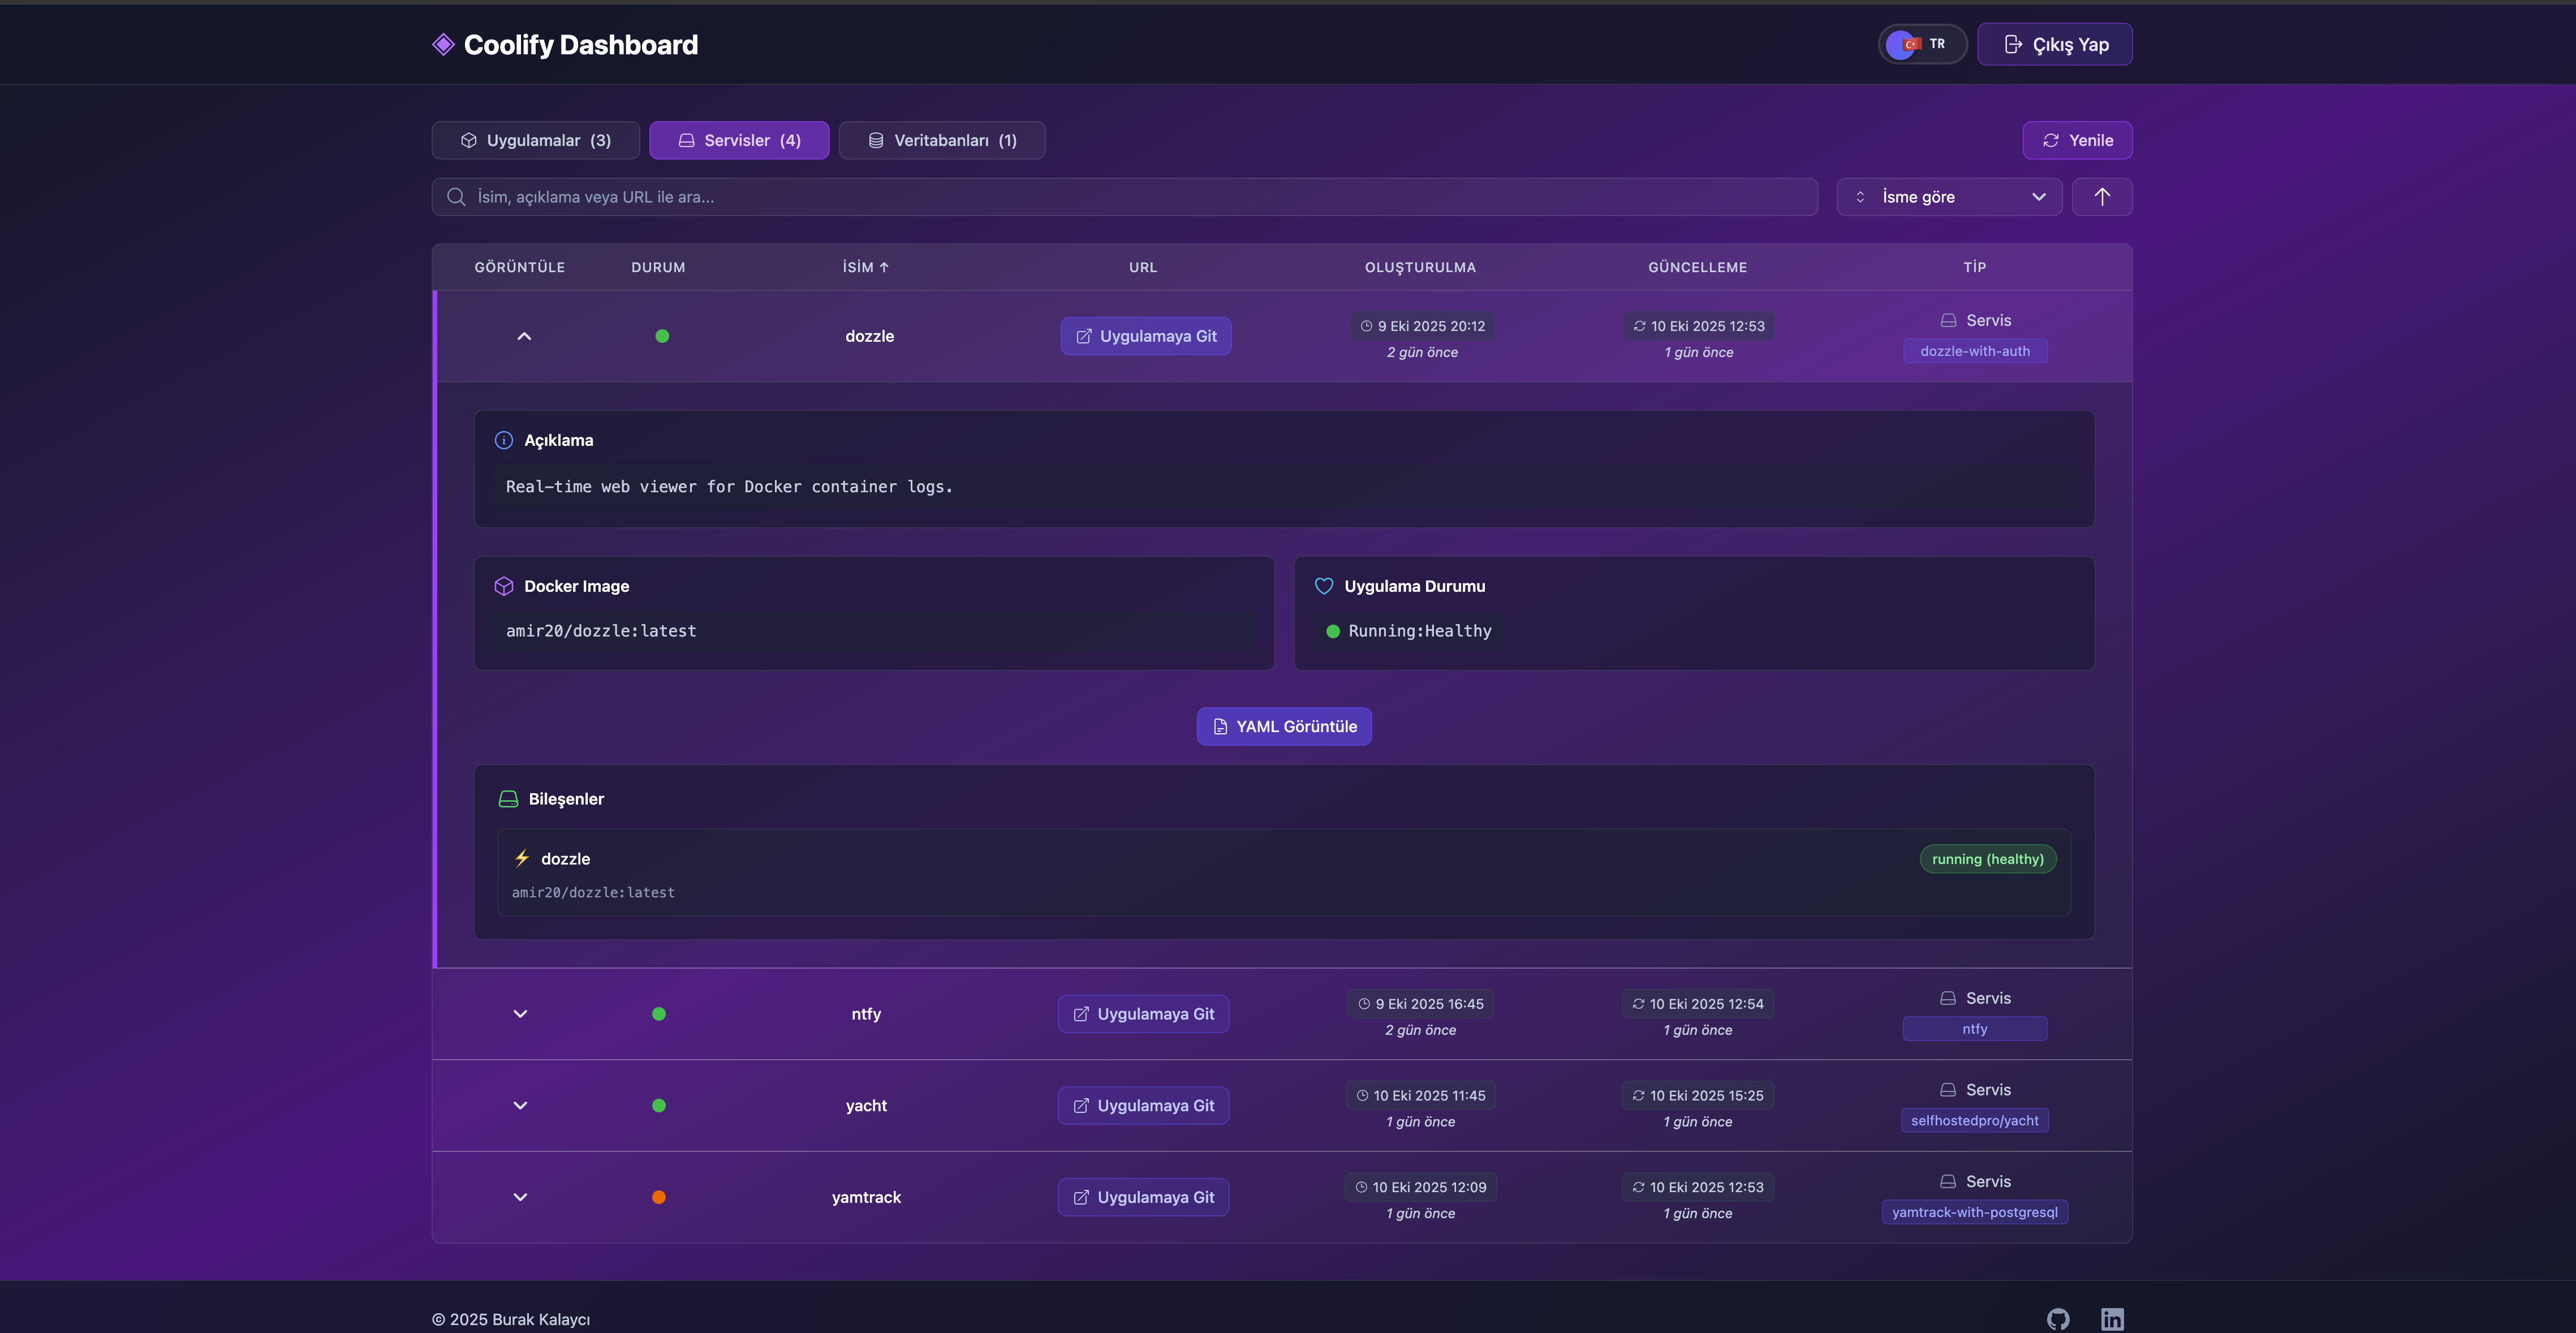 Coolify Dashboard
TR
Çıkış Yap
Uygulamalar (3)
Servisler (4)
Veritabanları (1)
Yenile
İsim, açıklama veya URL ile ara...
İsme göre
GÖRÜNTÜLE DURUM İSİM ↑ URL OLUŞTURULMA GÜNCELLEME TİP
dozzle
Uygulamaya Git
9 Eki 2025 20:12
2 gün önce
10 Eki 2025 12:53
1 gün önce
Servis
dozzle-with-auth
Açıklama
Real-time web viewer for Docker container logs.
Docker Image
amir20/dozzle:latest
Uygulama Durumu
Running:Healthy
YAML Görüntüle
Bileşenler
dozzle
running (healthy)
amir20/dozzle:latest
ntfy
Uygulamaya Git
9 Eki 2025 16:45
2 gün önce
10 Eki 2025 12:54
1 gün önce
Servis
ntfy
yacht
Uygulamaya Git
10 Eki 2025 11:45
1 gün önce
10 Eki 2025 15:25
1 gün önce
Servis
selfhostedpro/yacht
yamtrack
Uygulamaya Git
10 Eki 2025 12:09
1 gün önce
10 Eki 2025 12:53
1 gün önce
Servis
yamtrack-with-postgresql
© 2025 Burak Kalaycı